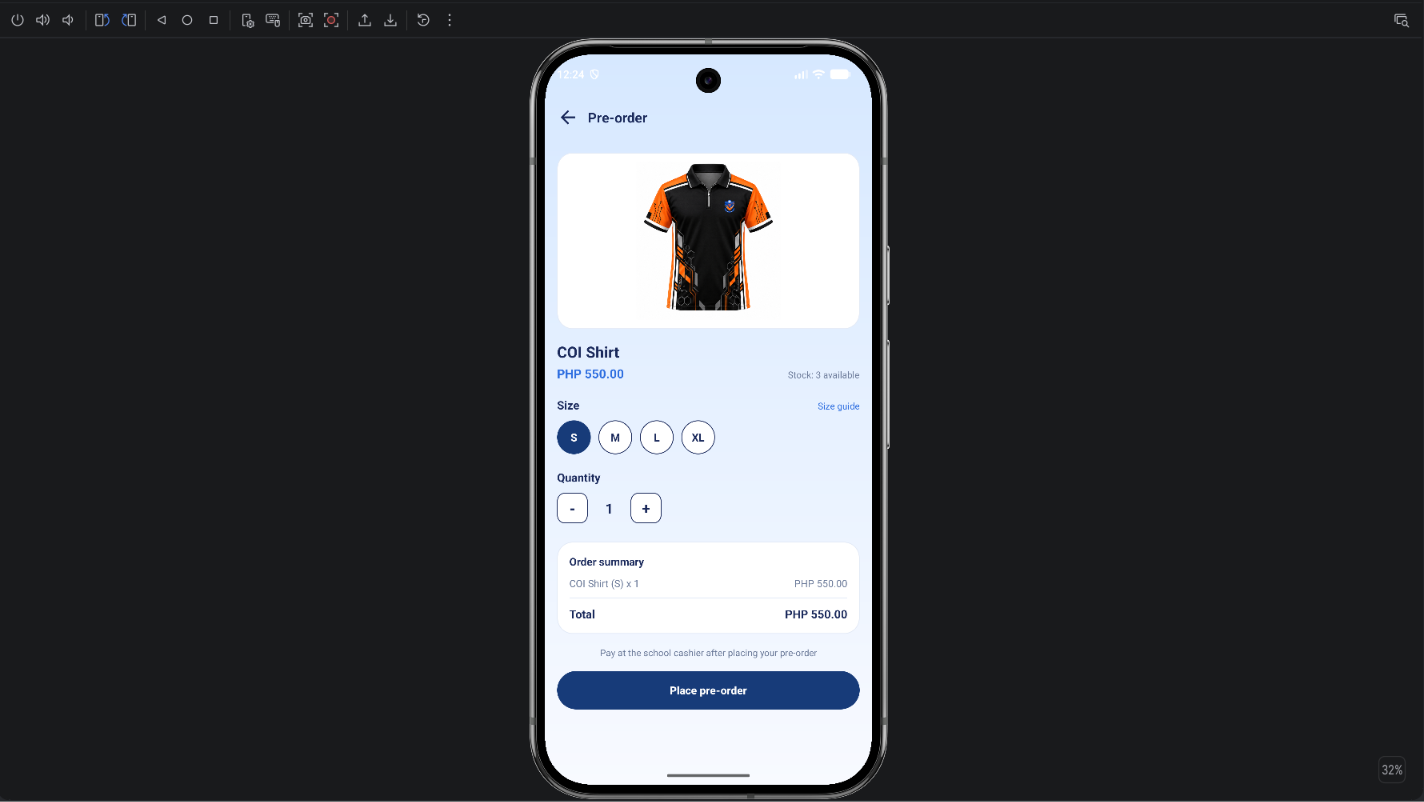 12:24
Pre-order
COI Shirt
PHP 550.00
Stock: 3 available
Size
Size guide
S M L XL
Quantity
- 1 +
Order summary
COI Shirt (S) x 1 PHP 550.00
Total PHP 550.00
Pay at the school cashier after placing your pre-order
Place pre-order
32%